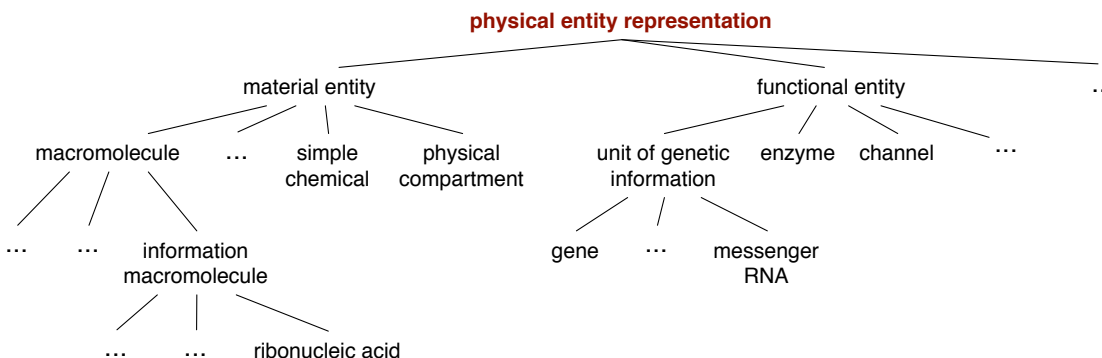 physical entity representation
material entity
functional entity
...
macromolecule
...
simple
chemical
physical
compartment
unit of genetic
information
enzyme
channel
...
...
...
information
macromolecule
gene
...
messenger
RNA
...
...
ribonucleic acid